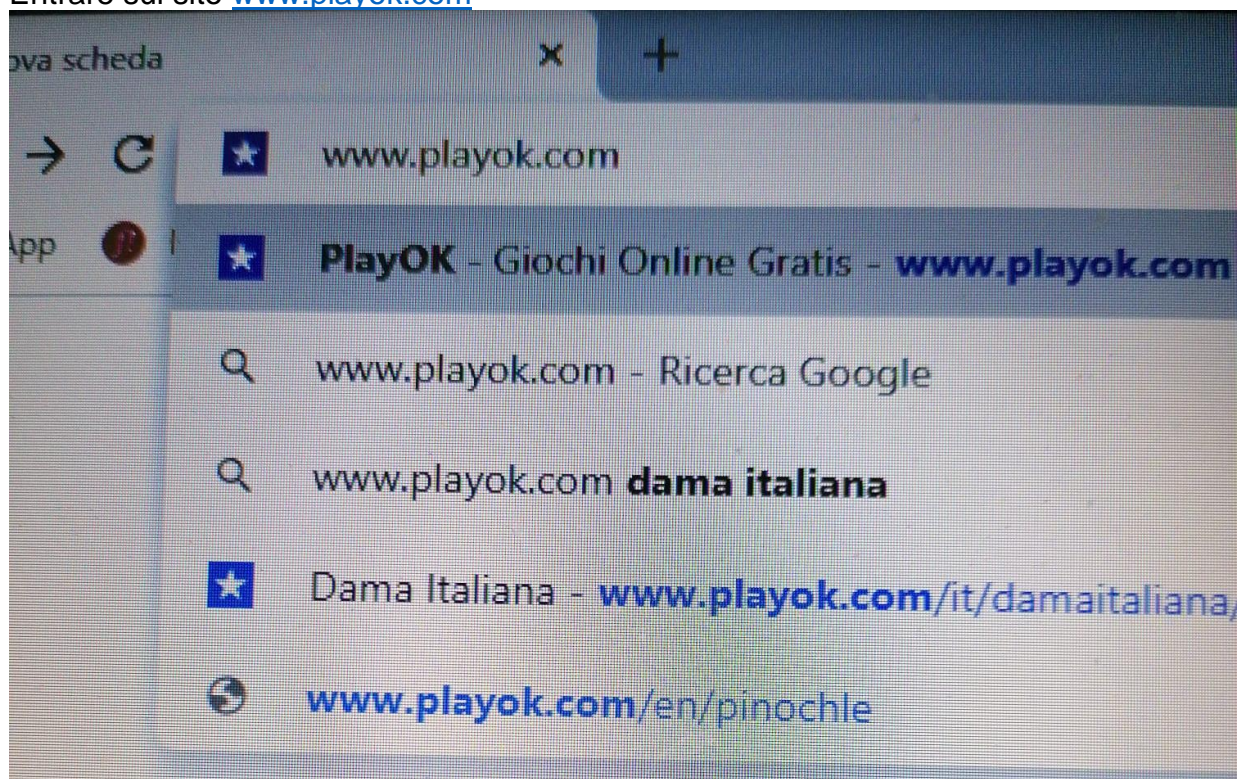 Entrare sul sito www.playok.com
ova scheda
www.playok.com
App
PlayOK - Giochi Online Gratis - www.playok.com
www.playok.com - Ricerca Google
www.playok.com dama italiana
Dama Italiana - www.playok.com/it/damaitaliana/
www.playok.com/en/pinochle